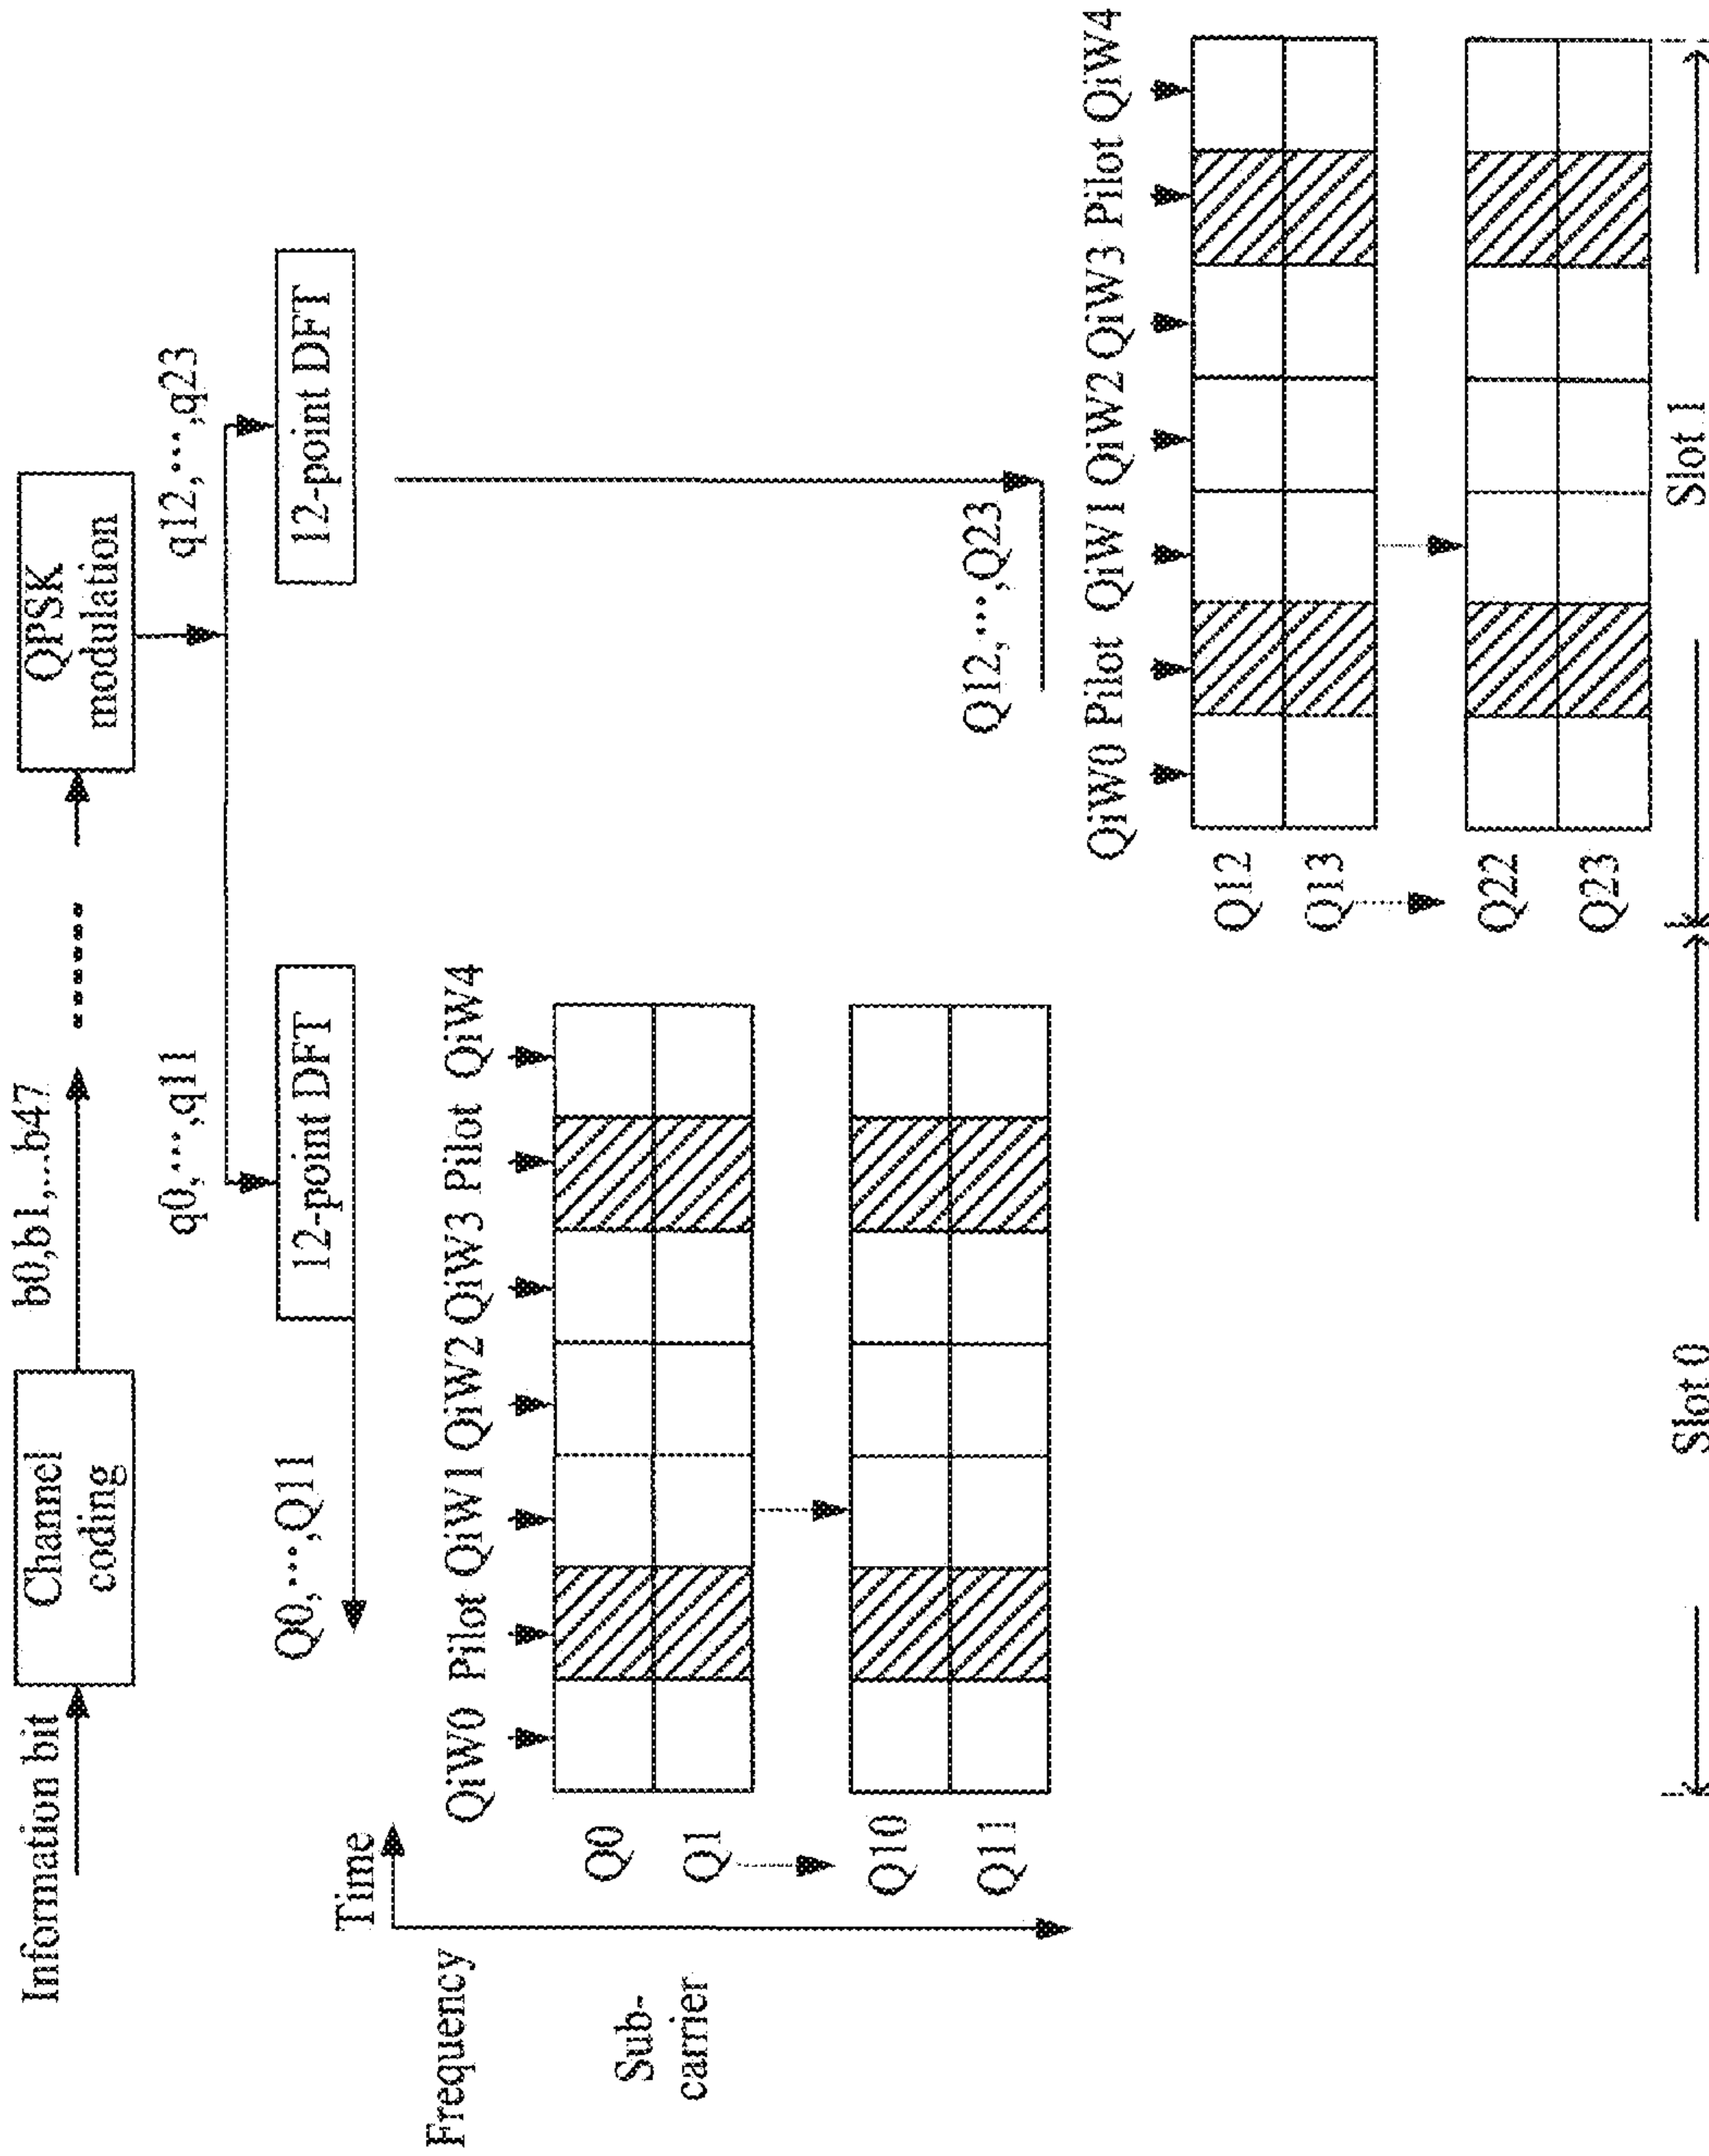 Information bit
Channel
coding
b0,b1,...b47
QPSK
modulation
q0,···,q11
q12,···,q23
Q0,···,Q11
12-point DFT
12-point DFT
Time
Frequency
Sub-
carrier
QiW0 Pilot QiW1 QiW2 QiW3 Pilot QiW4
Q0
Q1
Q10
Q11
Q12,···,Q23
QiW0 Pilot QiW1 QiW2 QiW3 Pilot QiW4
Q12
Q13
Q22
Q23
Slot 0
Slot 1